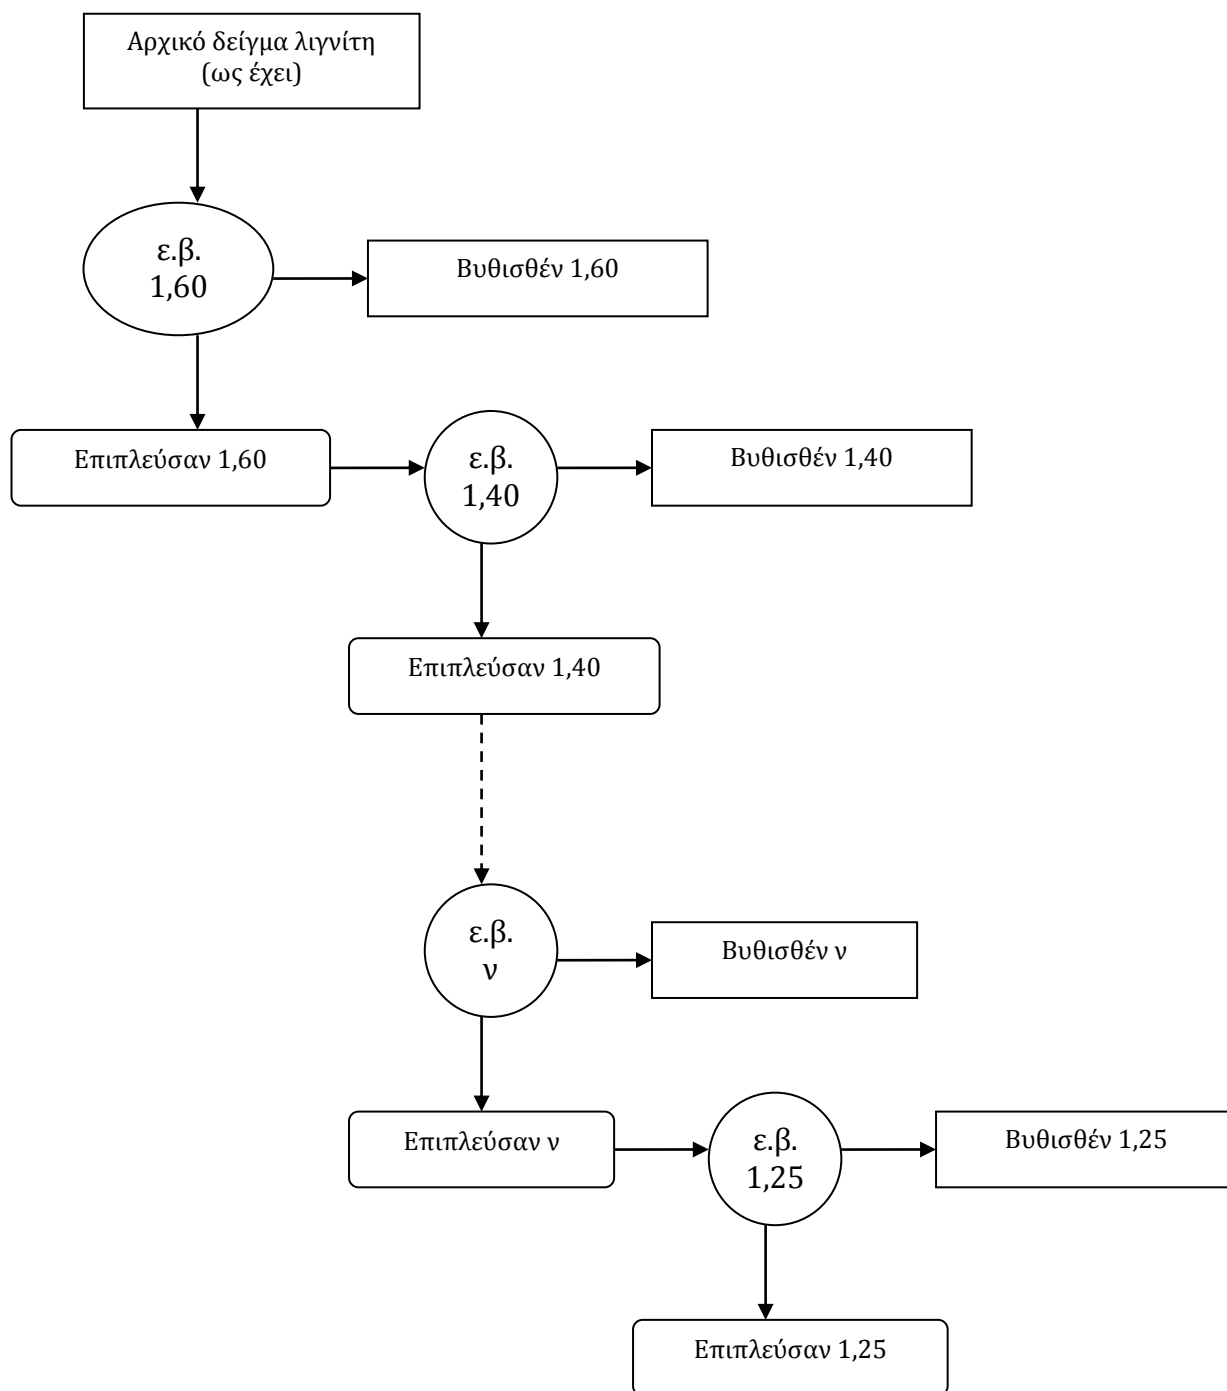 Αρχικό δείγμα λιγνίτη
(ως έχει)
ε.β.
1,60
Βυθισθέν 1,60
Επιπλεύσαν 1,60
ε.β.
1,40
Βυθισθέν 1,40
Επιπλεύσαν 1,40
ε.β.
ν
Βυθισθέν ν
Επιπλεύσαν ν
ε.β.
1,25
Βυθισθέν 1,25
Επιπλεύσαν 1,25